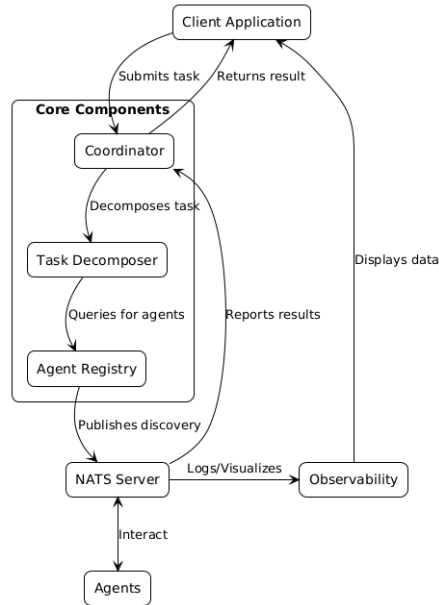 Client Application
Submits task
Returns result
Core Components
Coordinator
Decomposes task
Task Decomposer
Displays data
Queries for agents
Reports results
Agent Registry
Publishes discovery
NATS Server
Logs/Visualizes
Observability
Interact
Agents